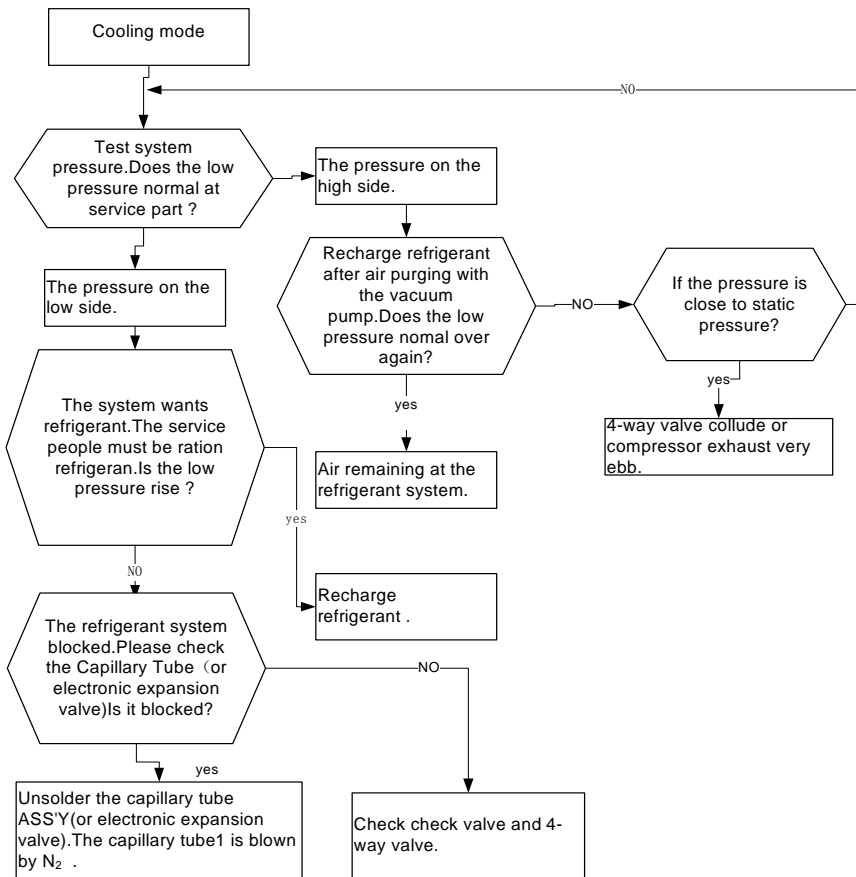 Cooling mode
NO
Test system
pressure.Does the low
pressure normal at
service part ?
The pressure on the
high side.
The pressure on the
low side.
Recharge refrigerant
after air purging with
the vacuum
pump.Does the low
pressure nomal over
again?
NO
If the pressure is
close to static
pressure?
yes
yes
4-way valve collude or
compressor exhaust very
ebb.
The system wants
refrigerant.The service
people must be ration
refrigeran.Is the low
pressure rise ?
Air remaining at the
refrigerant system.
yes
NO
Recharge
refrigerant .
The refrigerant system
blocked.Please check
the Capillary Tube（or
electronic expansion
valve)Is it blocked?
NO
yes
Unsolder the capillary tube
ASS'Y(or electronic expansion
valve).The capillary tube1 is blown
by N₂ .
Check check valve and 4-
way valve.